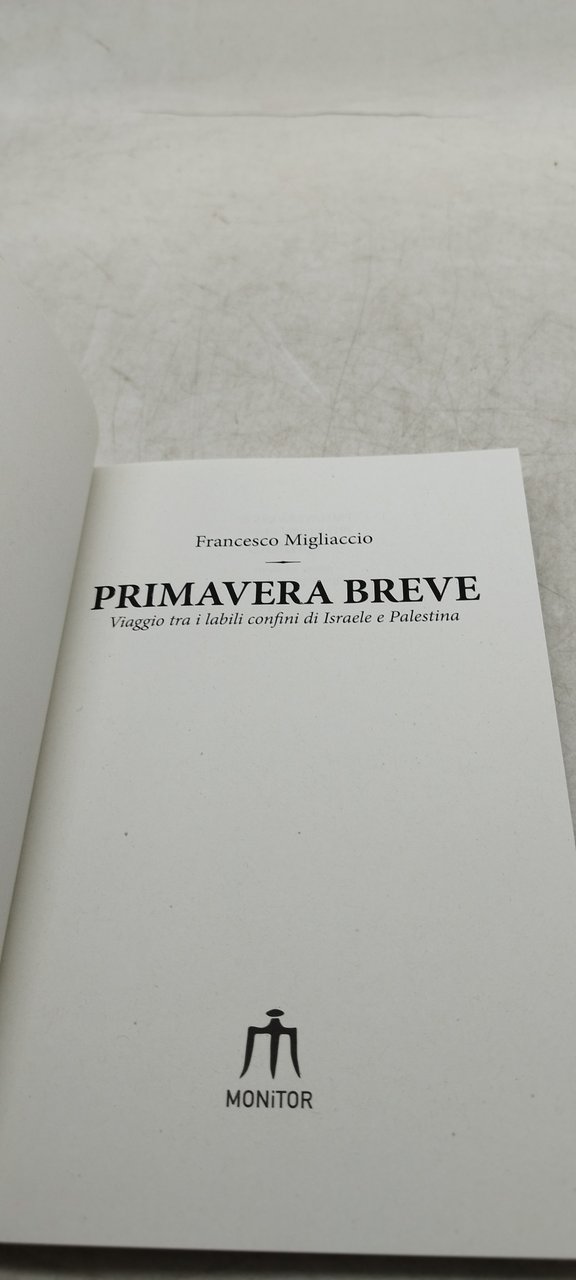 Francesco Migliaccio
PRIMAVERA BREVE
Viaggio tra i labili confini di Israele e Palestina
MONiTOR